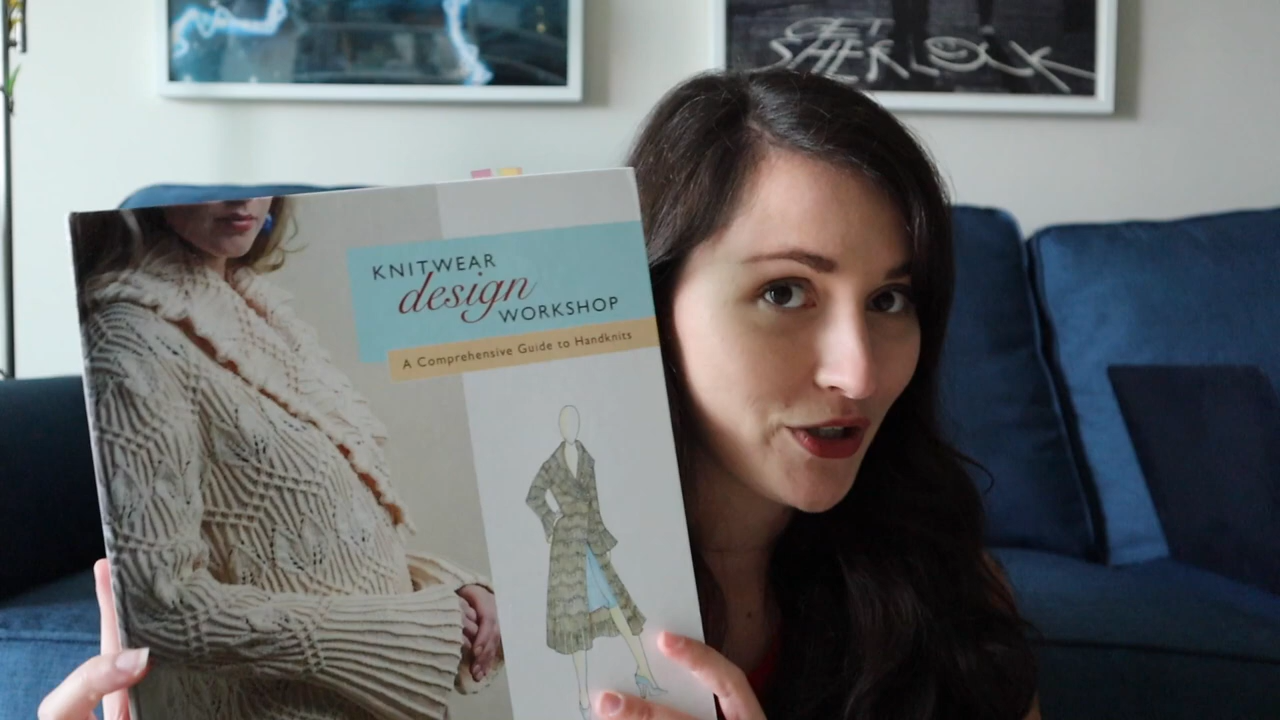 GET
SHERLOCK
KNITWEAR
design
WORKSHOP
A Comprehensive Guide to Handknits